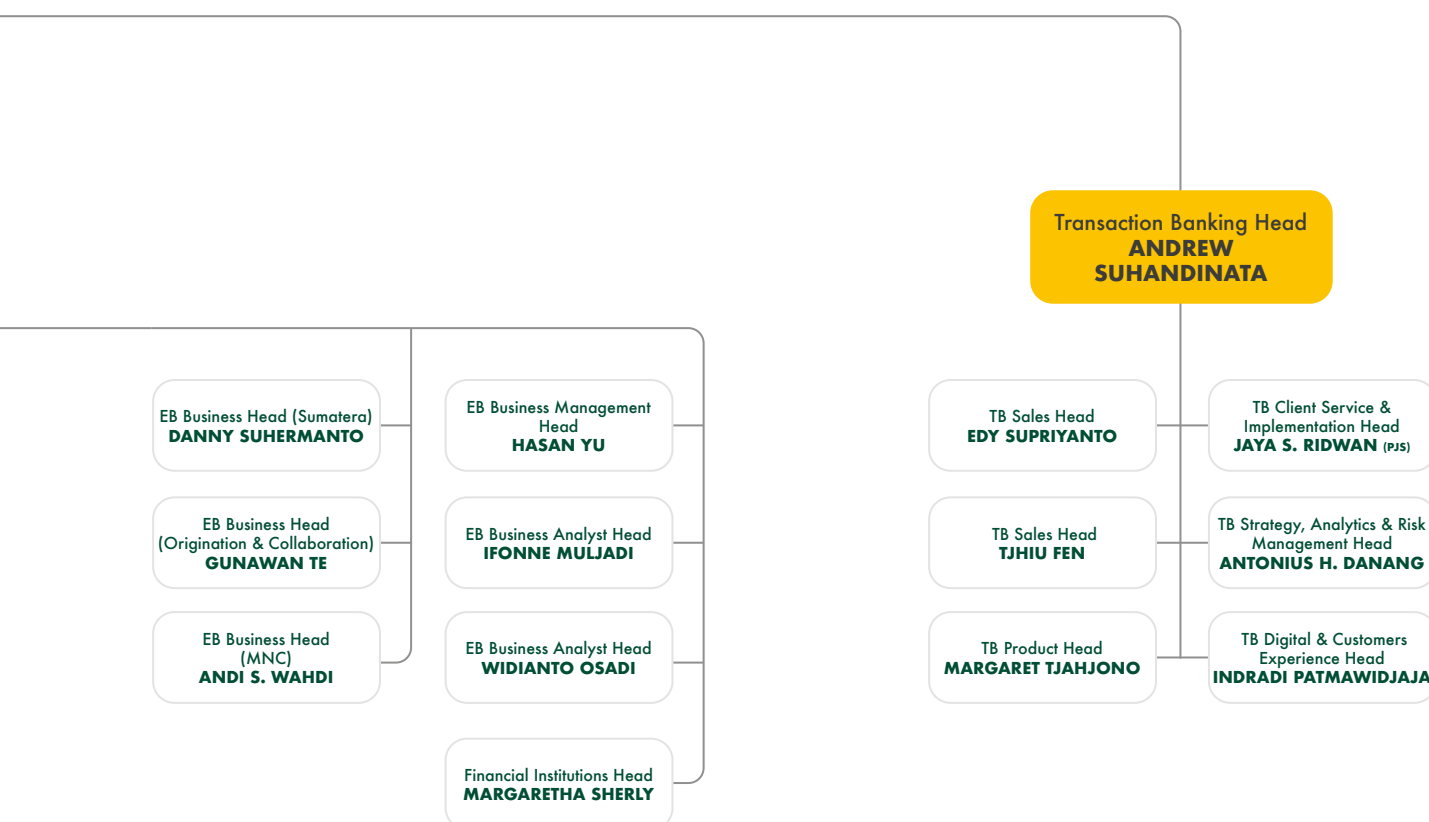 Transaction Banking Head
ANDREW
SUHANDINATA
EB Business Head (Sumatera)
DANNY SUHERMANTO
EB Business Head
(Origination & Collaboration)
GUNAWAN TE
EB Business Head
(MNC)
ANDI S. WAHDI
EB Business Management
Head
HASAN YU
EB Business Analyst Head
IFONNE MULJADI
EB Business Analyst Head
WIDIANTO OSADI
Financial Institutions Head
MARGARETHA SHERLY
TB Sales Head
EDY SUPRIYANTO
TB Sales Head
TJHIU FEN
TB Product Head
MARGARET TJAHJONO
TB Client Service &
Implementation Head
JAYA S. RIDWAN (PJS)
TB Strategy, Analytics & Risk
Management Head
ANTONIUS H. DANANG
TB Digital & Customers
Experience Head
INDRADI PATMAWIDJAJA